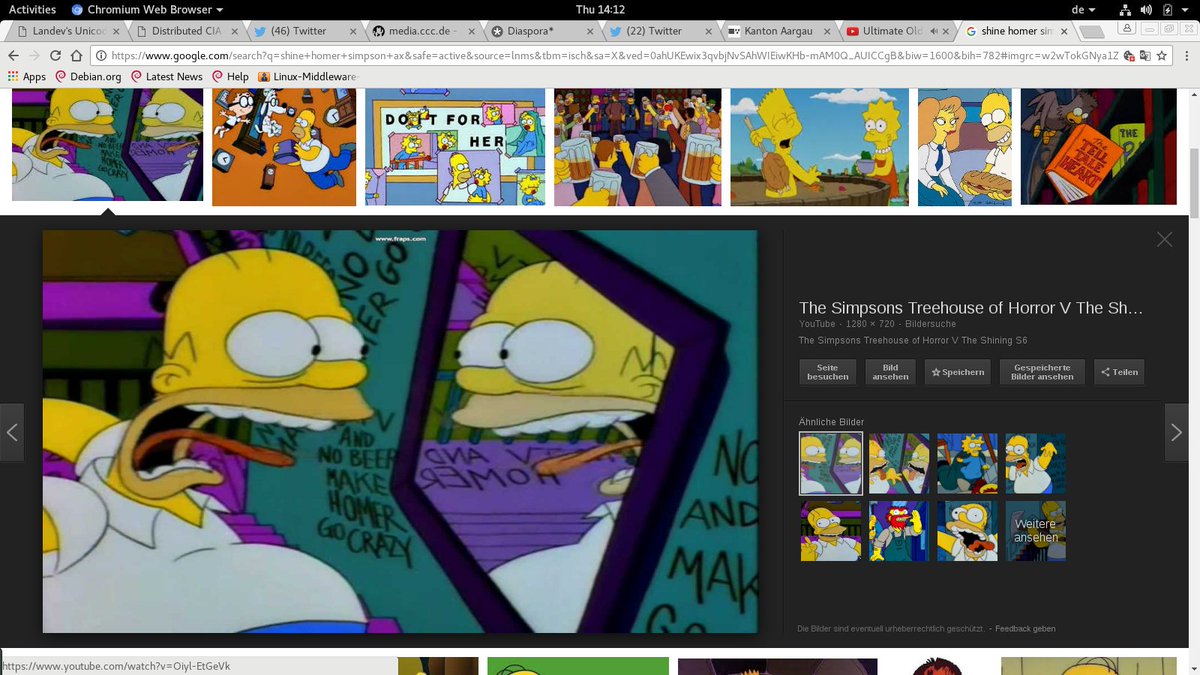 Activities
Chromium Web Browser
Thu 14:12
de
Landev's Unicod
Distributed CIA
(46) Twitter
media.ccc.de -
Diaspora*
(22) Twitter
Kanton Aargau
Ultimate Old
shine homer sim
https://www.google.com/search?q=shine+homer+simpson+ax&safe=active&source=lnms&tbm=isch&sa=X&ved=0ahUKEwix3qvbjNvSAhWIEiwKHb-mAM0Q_AUICCgB&biw=1600&bih=782#imgrc=w2wTokGNya1Z
Apps
Debian.org
Latest News
Help
Linux-Middleware-
NO BEER
MAKE
HOMER
GO CRAZY
DO IT FOR
HER
THE
TELL
TALE
HEART
THE
www.fraps.com
NO
GO
AND
NO BEER
MAKE
HOMER
GO CRAZY
TV AND
HOMER
NO
AND
MAK
GO
The Simpsons Treehouse of Horror V The Sh...
YouTube - 1280 × 720 - Bildersuche
The Simpsons Treehouse of Horror V The Shining S6
Seite besuchen
Bild ansehen
Speichern
Gespeicherte Bilder ansehen
Teilen
Ähnliche Bilder
Weitere ansehen
Die Bilder sind eventuell urheberrechtlich geschützt. - Feedback geben
https://www.youtube.com/watch?v=Oiyl-EtGeVk